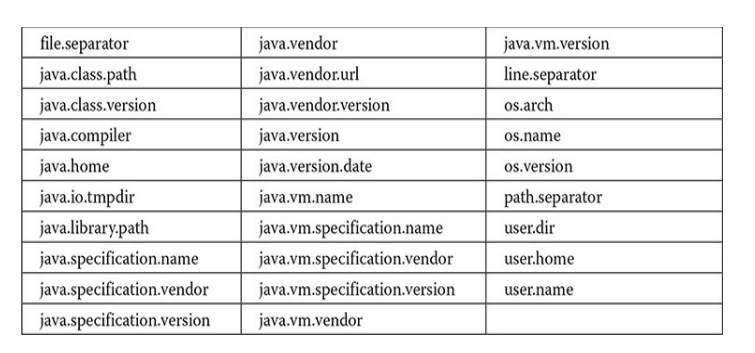 file.separator java.vendor java.vm.version
java.class.path java.vendor.url line.separator
java.class.version java.vendor.version os.arch
java.compiler java.version os.name
java.home java.version.date os.version
java.io.tmpdir java.vm.name path.separator
java.library.path java.vm.specification.name user.dir
java.specification.name java.vm.specification.vendor user.home
java.specification.vendor java.vm.specification.version user.name
java.specification.version java.vm.vendor